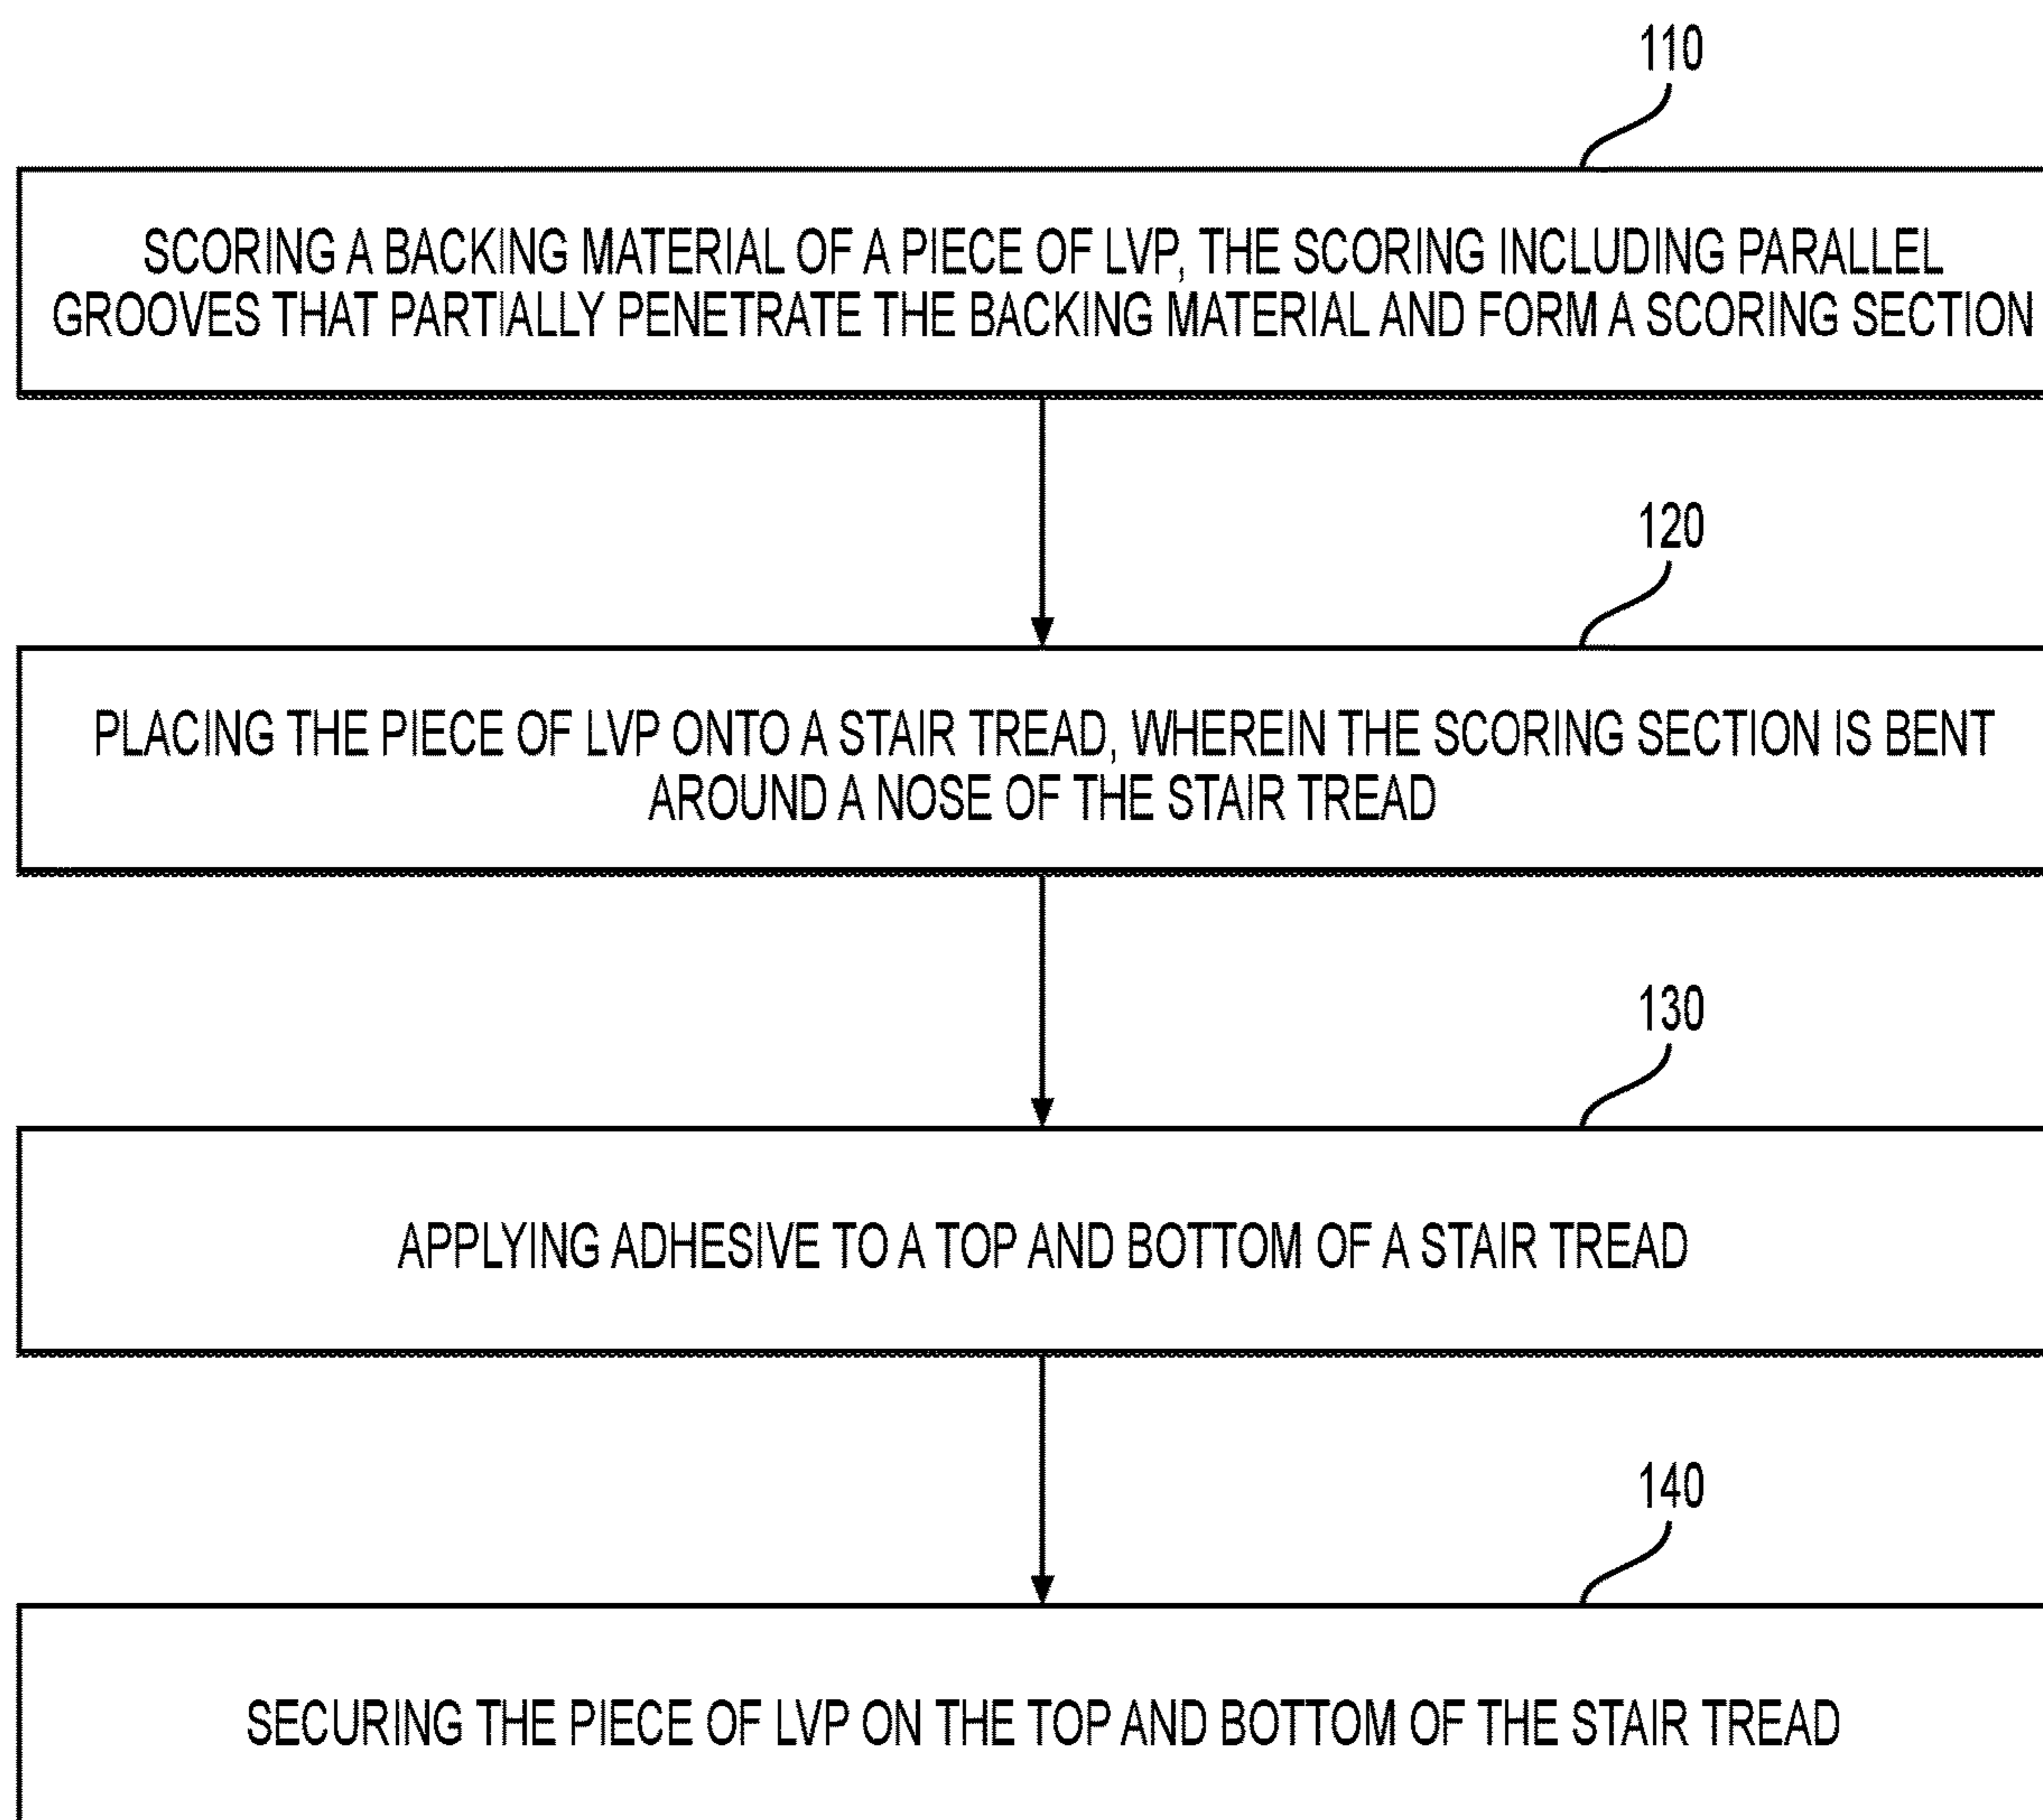 110
SCORING A BACKING MATERIAL OF A PIECE OF LVP, THE SCORING INCLUDING PARALLEL
GROOVES THAT PARTIALLY PENETRATE THE BACKING MATERIAL AND FORM A SCORING SECTION
120
PLACING THE PIECE OF LVP ONTO A STAIR TREAD, WHEREIN THE SCORING SECTION IS BENT
AROUND A NOSE OF THE STAIR TREAD
130
APPLYING ADHESIVE TO A TOP AND BOTTOM OF A STAIR TREAD
140
SECURING THE PIECE OF LVP ON THE TOP AND BOTTOM OF THE STAIR TREAD